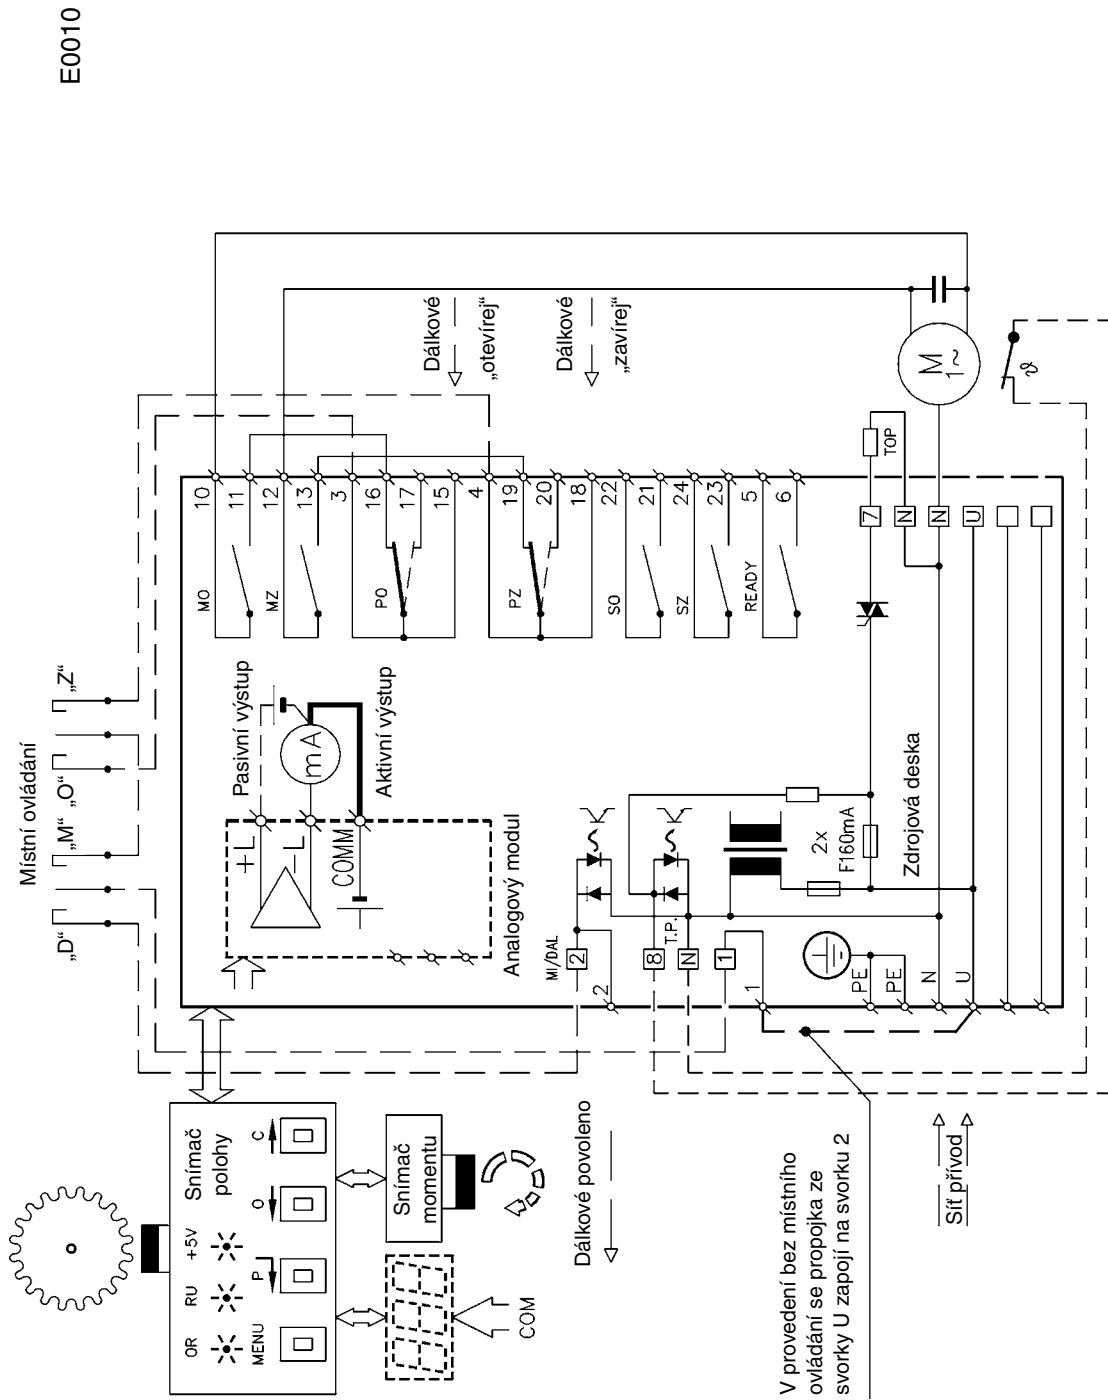 E0010
Místní ovládání
„D“
„M“
„O“
„Z“
Snímač
polohy
OR
RU
+5V
MENU
P
O
C
Snímač
momentu
COM
Pasivní výstup
Aktivní výstup
mA
+L
-L
COMM
Analogový modul
MO
MZ
PO
PZ
SO
SZ
READY
10
11
12
13
3
16
17
15
4
19
20
18
22
21
24
23
5
6
Dálkové
„otevírej“
Dálkové
„zavírej“
M
1~
ϑ
TOP
7
N
N
U
MI/DAL
2
2
8
T.P.
N
1
1
2x
F160mA
Zdrojová deska
PE
PE
N
U
Dálkové povoleno
Síť přívod
V provedení bez místního
ovládání se propojka ze
svorky U zapojí na svorku 2